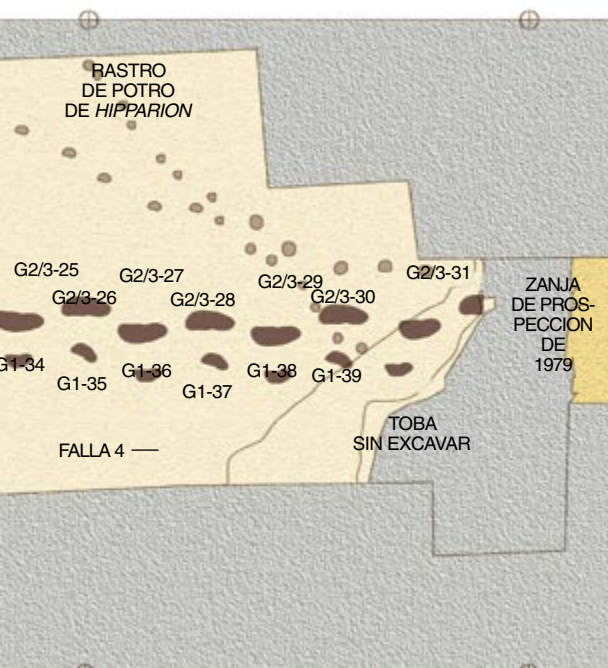 RASTRO
DE POTRO
DE HIPPARION
G2/3-25
G2/3-26
G2/3-27
G2/3-28
G2/3-29
G2/3-30
G2/3-31
G1-34
G1-35
G1-36
G1-37
G1-38
G1-39
ZANJA
DE PROS-
PECCION
DE
1979
TOBA
SIN EXCAVAR
FALLA 4